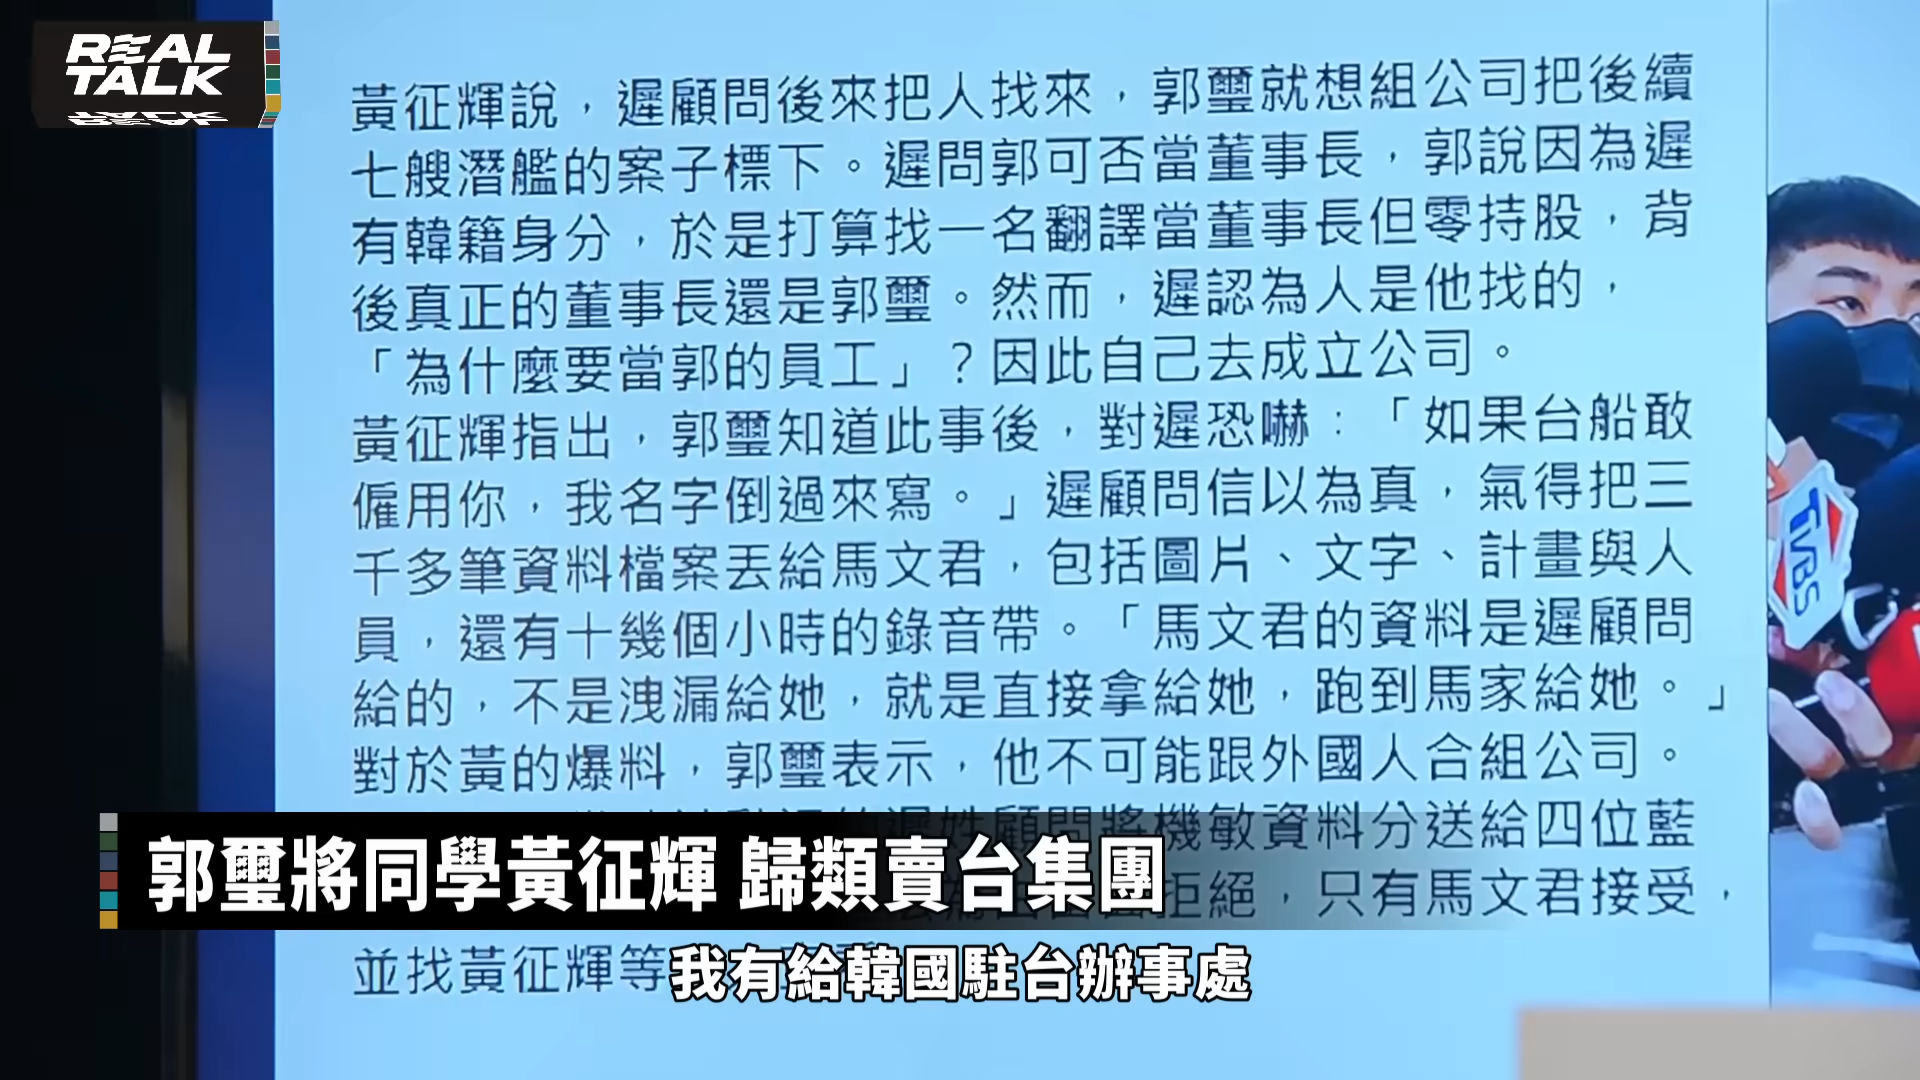 REAL
TALK
黃征輝說，遲顧問後來把人找來，郭璽就想組公司把後續
七艘潛艦的案子標下。遲問郭可否當董事長，郭說因為遲
有韓籍身分，於是打算找一名翻譯當董事長但零持股，背
後真正的董事長還是郭璽。然而，遲認為人是他找的，
「為什麼要當郭的員工」？因此自己去成立公司。
黃征輝指出，郭璽知道此事後，對遲恐嚇：「如果台船敢
僱用你，我名字倒過來寫。」遲顧問信以為真，氣得把三
千多筆資料檔案丟給馬文君，包括圖片、文字、計畫與人
員，還有十幾個小時的錄音帶。「馬文君的資料是遲顧問
給的，不是洩漏給她，就是直接拿給她，跑到馬家給她。」
對於黃的爆料，郭璽表示，他不可能跟外國人合組公司。
遲姓顧問將機敏資料分送給四位藍
拒絕，只有馬文君接受，
並找黃征輝等
TVBS
郭璽將同學黃征輝 歸類賣台集團
我有給韓國駐台辦事處